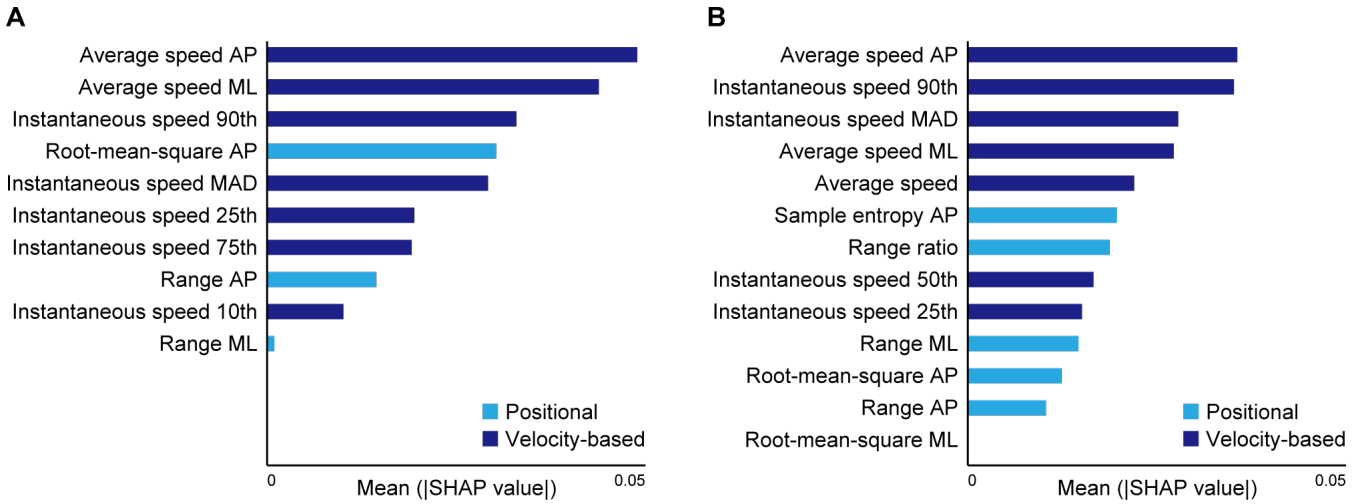 A
Average speed AP
Average speed ML
Instantaneous speed 90th
Root-mean-square AP
Instantaneous speed MAD
Instantaneous speed 25th
Instantaneous speed 75th
Range AP
Instantaneous speed 10th
Range ML
Positional
Velocity-based
0
0.05
Mean (|SHAP value|)
B
Average speed AP
Instantaneous speed 90th
Instantaneous speed MAD
Average speed ML
Average speed
Sample entropy AP
Range ratio
Instantaneous speed 50th
Instantaneous speed 25th
Range ML
Root-mean-square AP
Range AP
Root-mean-square ML
Positional
Velocity-based
0
0.05
Mean (|SHAP value|)